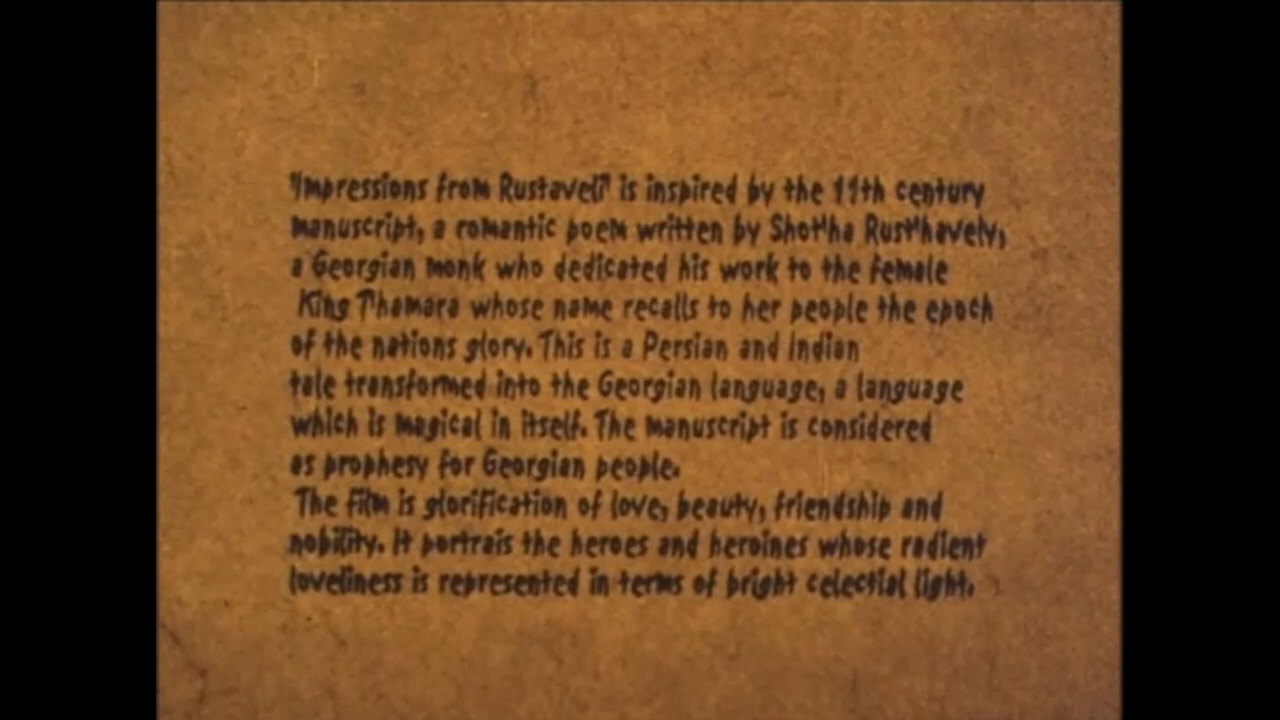 "Impressions from Rustaveli" is inspired by the 11th century
manuscript, a romantic poem written by Shot'ha Rust'havely,
a Georgian monk who dedicated his work to the female
King Thamara whose name recalls to her people the epoch
of the nations glory. This is a Persian and Indian
tale transformed into the Georgian language, a language
which is magical in itself. The manuscript is considered
as prophesy for Georgian people.
The film is glorification of love, beauty, friendship and
nobility. It portrais the heroes and heroines whose radient
loveliness is represented in terms of bright celectial light.